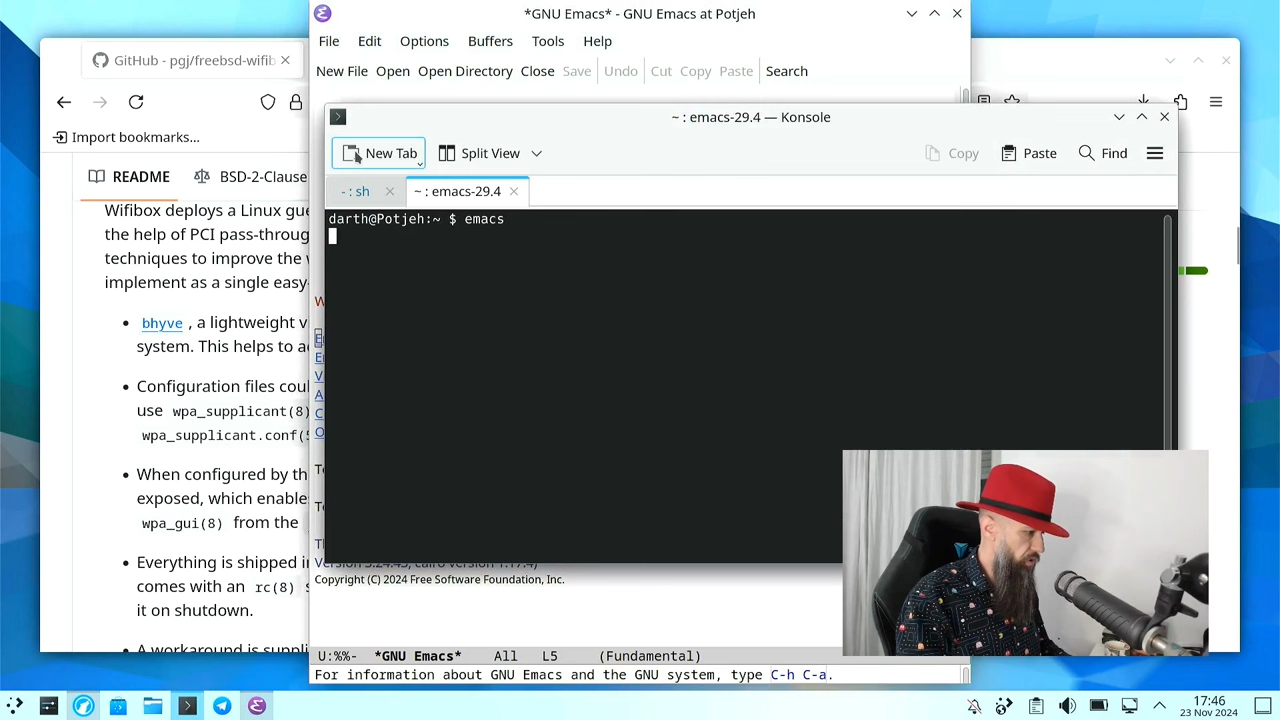 *GNU Emacs* - GNU Emacs at Potjeh
File Edit Options Buffers Tools Help
New File Open Open Directory Close Save Undo Cut Copy Paste Search
GitHub - pgj/freebsd-wifib
Import bookmarks...
README BSD-2-Clause
Wifibox deploys a Linux gue
the help of PCI pass-throug
techniques to improve the w
implement as a single easy-
bhyve , a lightweight v
system. This helps to a
Configuration files coul
use wpa_supplicant(8)
wpa_supplicant.conf(5
When configured by th
exposed, which enable
wpa_gui(8) from the
Everything is shipped i
comes with an rc(8) s
it on shutdown.
A workaround is suppli
~ : emacs-29.4 — Konsole
New Tab Split View Copy Paste Find
- : sh ~ : emacs-29.4
darth@Potjeh:~ $ emacs
Copyright (C) 2024 Free Software Foundation, Inc.
U:%%- *GNU Emacs* All L5 (Fundamental)
For information about GNU Emacs and the GNU system, type C-h C-a.
17:46
23 Nov 2024